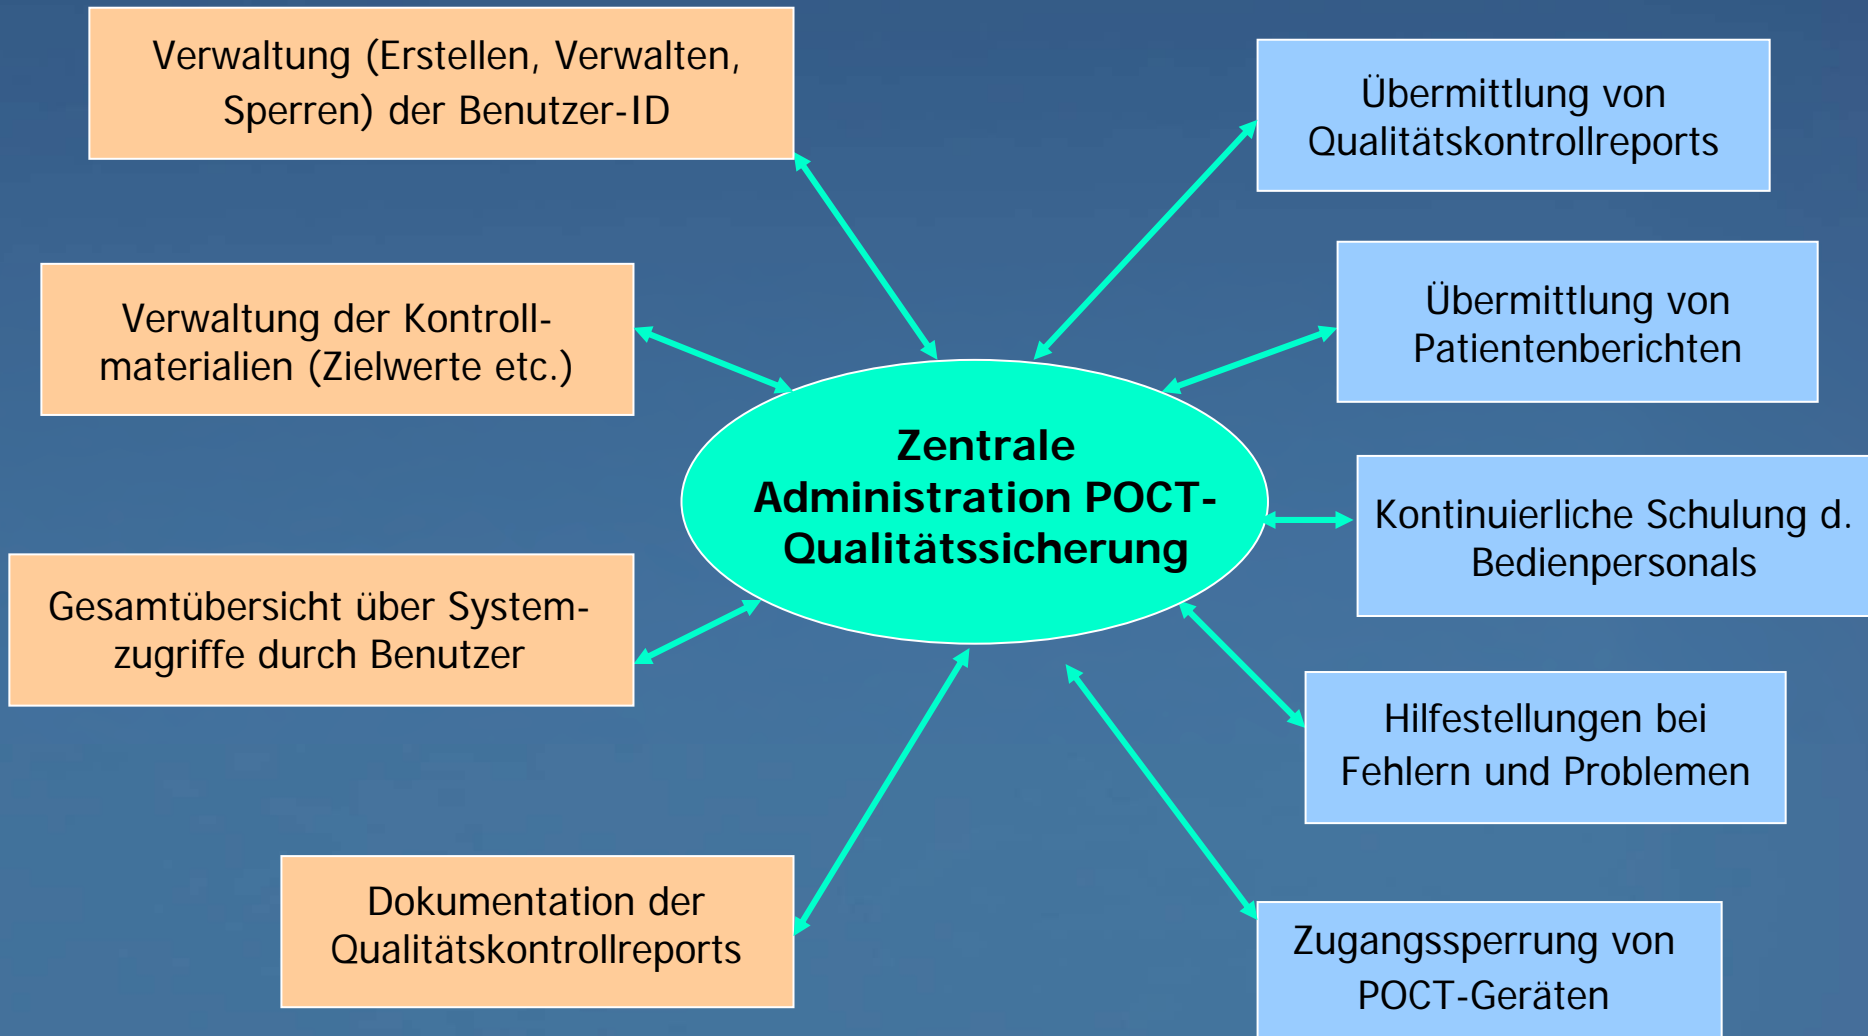 Verwaltung (Erstellen, Verwalten,
Sperren) der Benutzer-ID
Verwaltung der Kontroll-
materialien (Zielwerte etc.)
Gesamtübersicht über System-
zugriffe durch Benutzer
Dokumentation der
Qualitätskontrollreports
Zentrale
Administration POCT-
Qualitätssicherung
Übermittlung von
Qualitätskontrollreports
Übermittlung von
Patientenberichten
Kontinuierliche Schulung d.
Bedienpersonals
Hilfestellungen bei
Fehlern und Problemen
Zugangssperrung von
POCT-Geräten